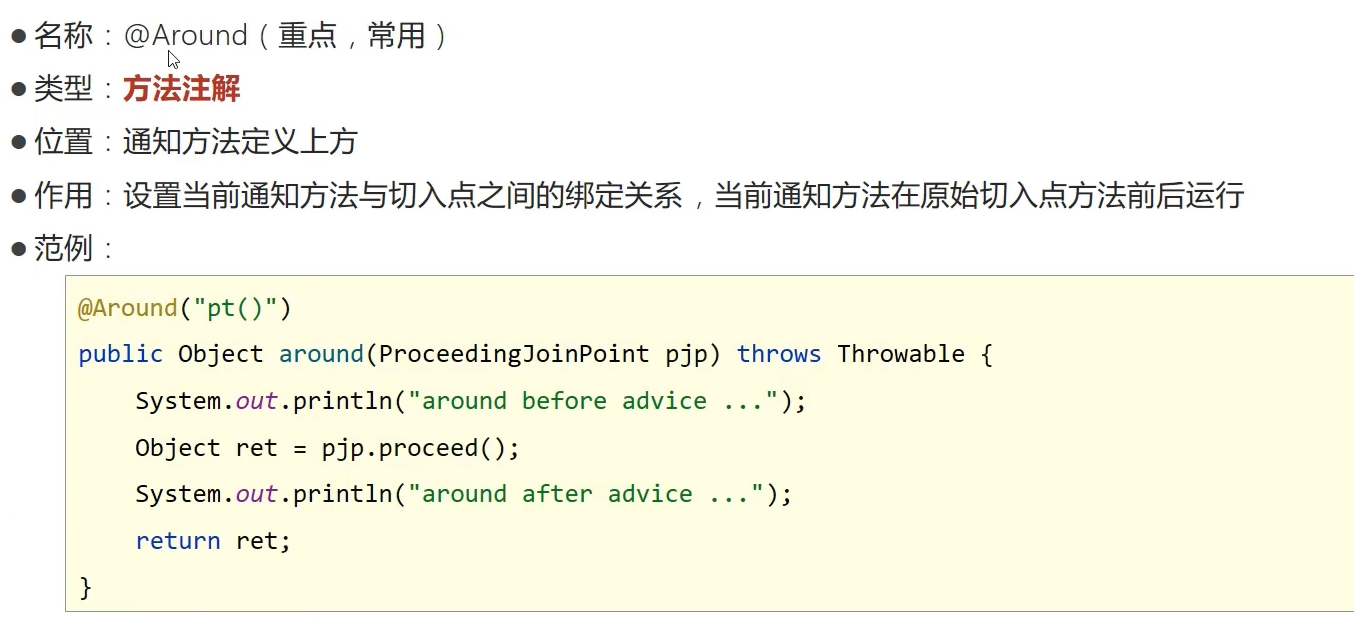 ● 名称：@Around（重点，常用）
● 类型：方法注解
● 位置：通知方法定义上方
● 作用：设置当前通知方法与切入点之间的绑定关系，当前通知方法在原始切入点方法前后运行
● 范例：
@Around("pt()")
public Object around(ProceedingJoinPoint pjp) throws Throwable {
    System.out.println("around before advice ...");
    Object ret = pjp.proceed();
    System.out.println("around after advice ...");
    return ret;
}